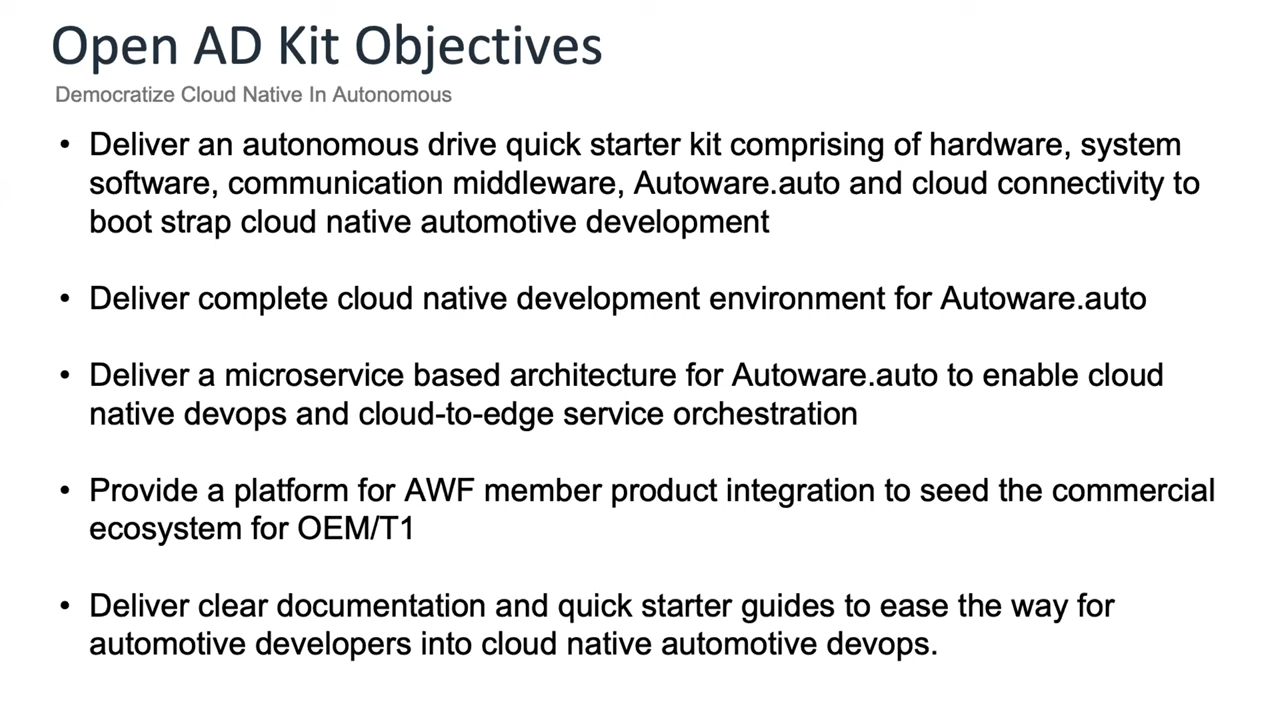 Open AD Kit Objectives
Democratize Cloud Native In Autonomous
• Deliver an autonomous drive quick starter kit comprising of hardware, system
software, communication middleware, Autoware.auto and cloud connectivity to
boot strap cloud native automotive development
• Deliver complete cloud native development environment for Autoware.auto
• Deliver a microservice based architecture for Autoware.auto to enable cloud
native devops and cloud-to-edge service orchestration
• Provide a platform for AWF member product integration to seed the commercial
ecosystem for OEM/T1
• Deliver clear documentation and quick starter guides to ease the way for
automotive developers into cloud native automotive devops.